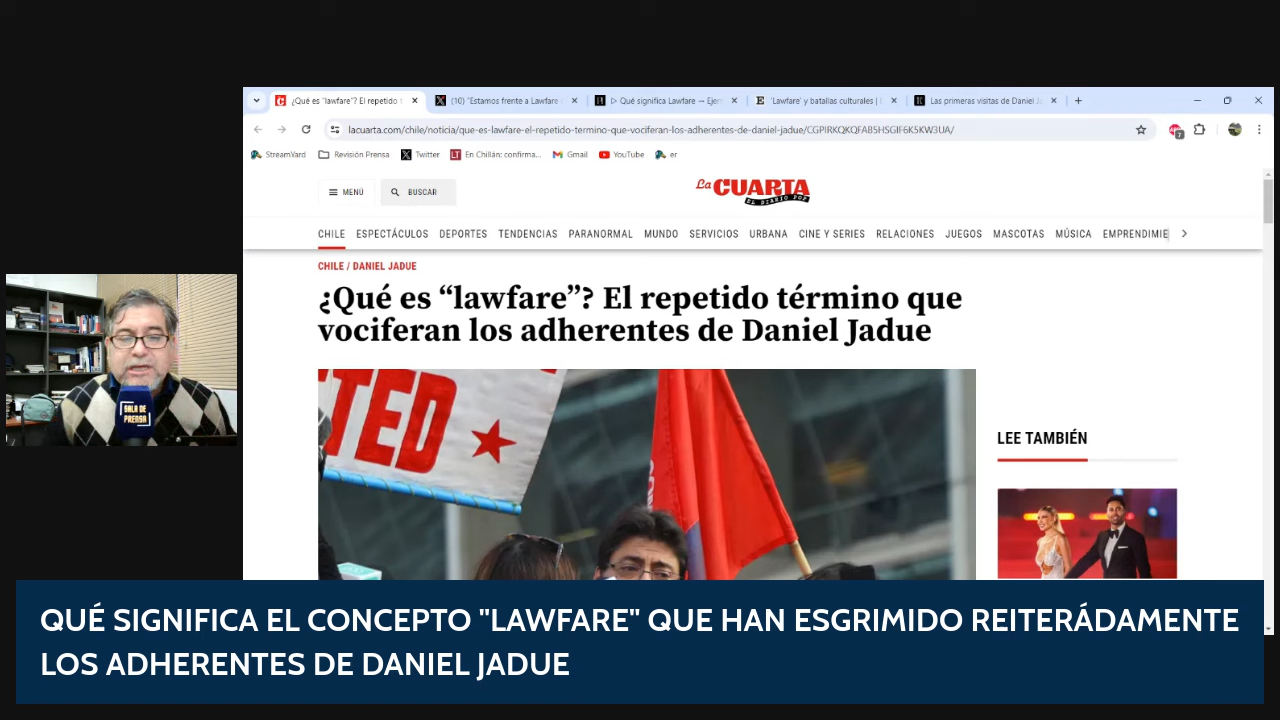 ¿Qué es "lawfare"? El repetido t
(10) "Estamos frente a Lawfare
▷ Qué significa Lawfare → Ejem
'Lawfare' y batallas culturales |
Las primeras visitas de Daniel Ja
lacuarta.com/chile/noticia/que-es-lawfare-el-repetido-termino-que-vociferan-los-adherentes-de-daniel-jadue/CGPIRKQKQFAB5HSGIF6K5KW3UA/
7
StreamYard
Revisión Prensa
Twitter
LT En Chillán: confirma...
Gmail
YouTube
er
MENÚ
BUSCAR
La CUARTA
EL DIARIO POP
CHILE ESPECTÁCULOS DEPORTES TENDENCIAS PARANORMAL MUNDO SERVICIOS URBANA CINE Y SERIES RELACIONES JUEGOS MASCOTAS MÚSICA EMPRENDIMIE
CHILE / DANIEL JADUE
¿Qué es “lawfare”? El repetido término que
vociferan los adherentes de Daniel Jadue
TED
LEE TAMBIÉN
SALA DE
PRENSA
QUÉ SIGNIFICA EL CONCEPTO "LAWFARE" QUE HAN ESGRIMIDO REITERÁDAMENTE
LOS ADHERENTES DE DANIEL JADUE